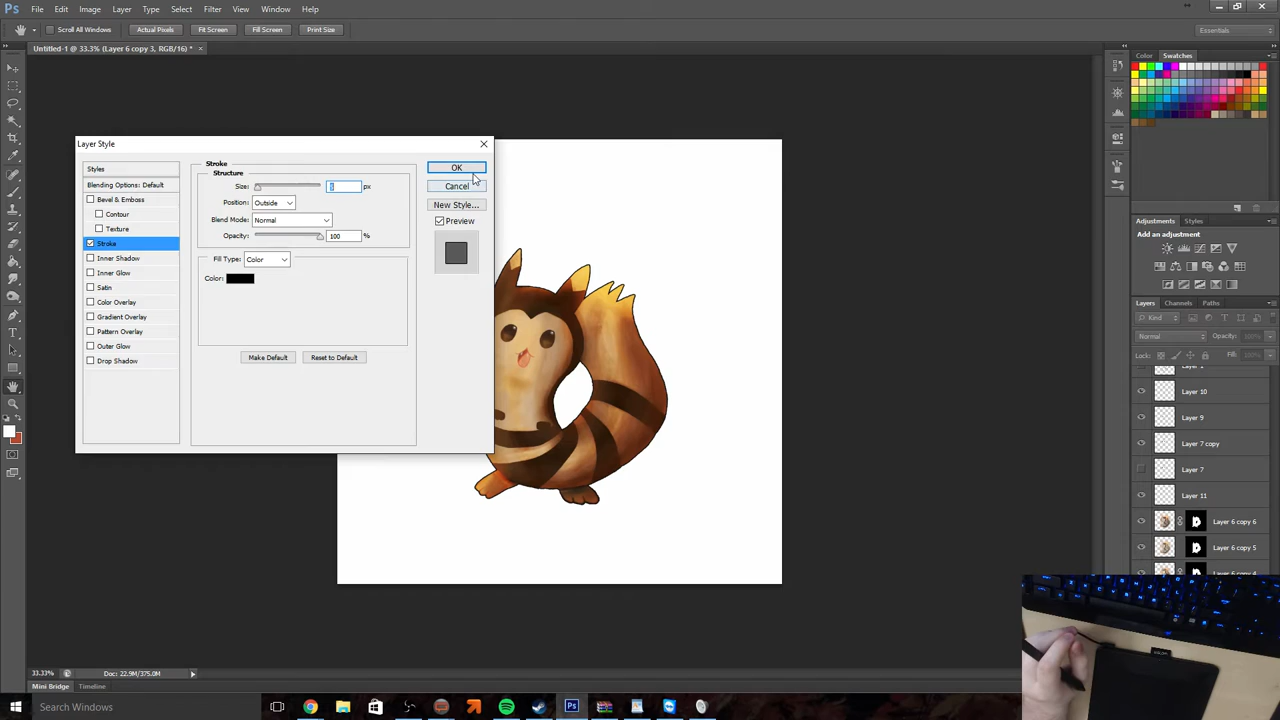 Ps File Edit Image Layer Type Select Filter View Window Help
Scroll All Windows Actual Pixels Fit Screen Fill Screen Print Size Essentials
Untitled-1 @ 33.3% (Layer 6 copy 3, RGB/16) * ×
Color Swatches
Layer Style
Styles
Blending Options: Default
Bevel & Emboss
Contour
Texture
Stroke
Inner Shadow
Inner Glow
Satin
Color Overlay
Gradient Overlay
Pattern Overlay
Outer Glow
Drop Shadow
Stroke
Structure
Size: px
Position: Outside
Blend Mode: Normal
Opacity: 100 %
Fill Type: Color
Color:
Make Default Reset to Default
OK
Cancel
New Style...
Preview
Adjustments Styles
Add an adjustment
Layers Channels Paths
Kind
Normal Opacity: 100%
Lock: Fill: 100%
Layer 10
Layer 9
Layer 7 copy
Layer 7
Layer 11
Layer 6 copy 6
Layer 6 copy 5
33.33% Doc: 22.9M/375.0M
Mini Bridge Timeline
Search Windows
Ps